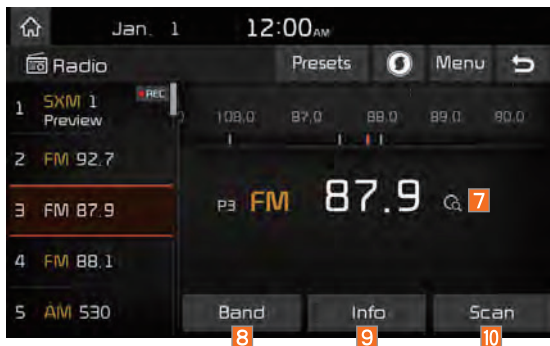 Jan. 1 12:00 AM
Radio Presets Menu
1 SXM 1 REC
Preview
108.0 87.0 88.0 89.0 90.0
2 FM 92.7
3 FM 87.9
P3 FM 87.9 7
4 FM 88.1
5 AM 530
Band Info Scan
8 9 10